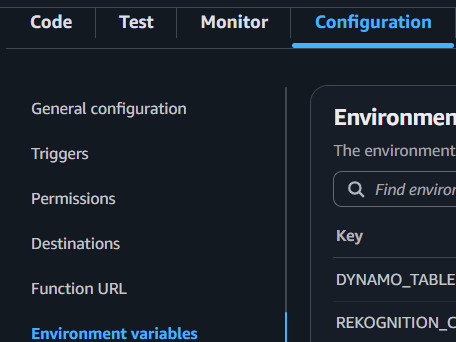 Code Test Monitor Configuration
General configuration
Triggers
Permissions
Destinations
Function URL
Environment variables
Environmen
The environment
Find enviro
Key
DYNAMO_TABLE
REKOGNITION_C